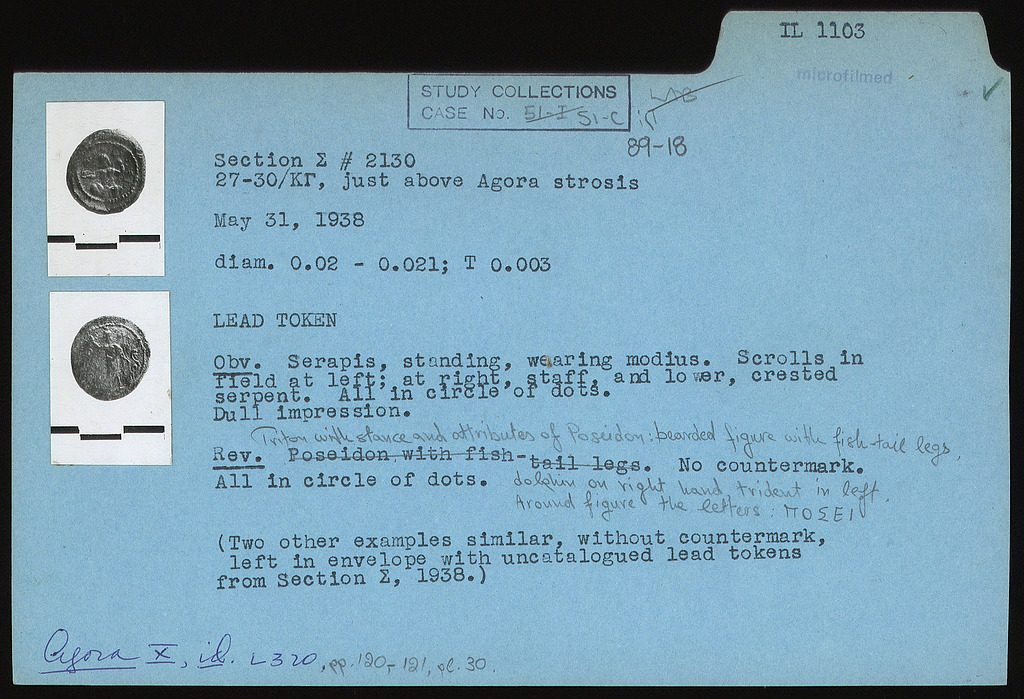 IL 1103
microfilmed
STUDY COLLECTIONS
CASE No. 51-I 51-C
LAB
89-18
Section Σ # 2130
27-30/ΚΓ, just above Agora strosis
May 31, 1938
diam. 0.02 - 0.021; T 0.003
LEAD TOKEN
Obv. Serapis, standing, wearing modius. Scrolls in
field at left; at right, staff, and lower, crested
serpent. All in circle of dots.
Dull impression.
Triton with stance and attributes of Poseidon: bearded figure with fish-tail legs,
Rev. Poseidon with fish-tail legs. No countermark.
All in circle of dots. dolphin on right hand, trident in left.
Around figure the letters: ΠΟΣΕΙ
(Two other examples similar, without countermark,
left in envelope with uncatalogued lead tokens
from Section Σ, 1938.)
Agora X, id. L320, pp. 120-121, pl. 30.